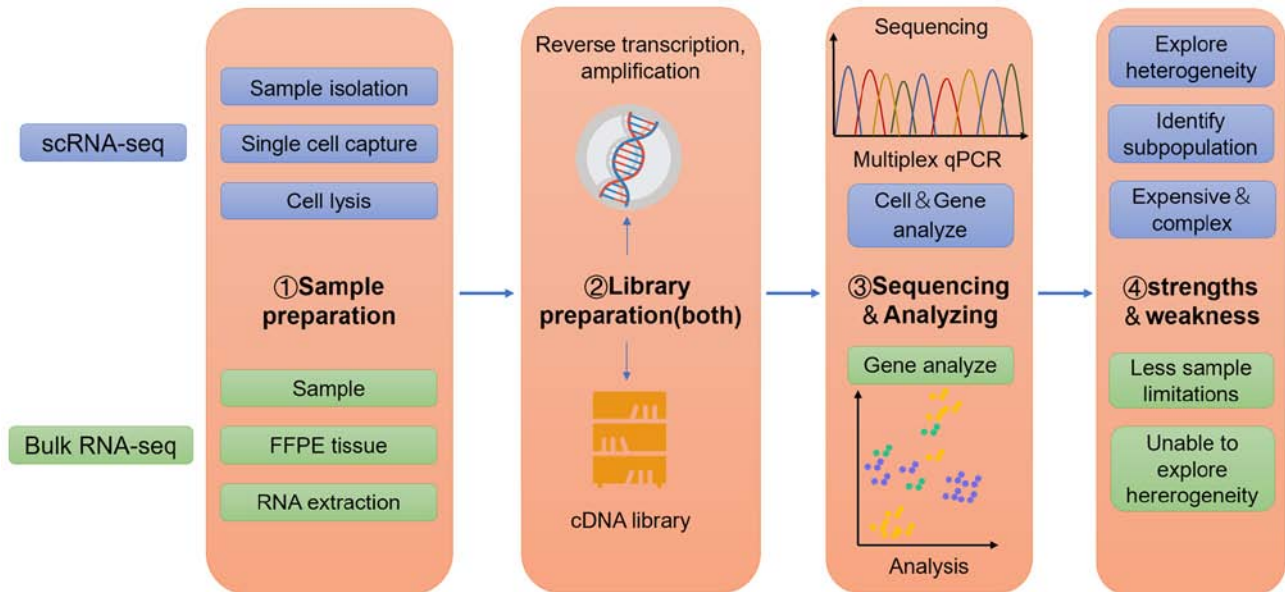 scRNA-seq
Bulk RNA-seq
Sample isolation
Single cell capture
Cell lysis
①Sample
preparation
Sample
FFPE tissue
RNA extraction
Reverse transcription,
amplification
②Library
preparation(both)
cDNA library
Sequencing
Multiplex qPCR
Cell＆Gene
analyze
③Sequencing
& Analyzing
Gene analyze
Analysis
Explore
heterogeneity
Identify
subpopulation
Expensive＆
complex
④strengths
& weakness
Less sample
limitations
Unable to
explore
hererogeneity